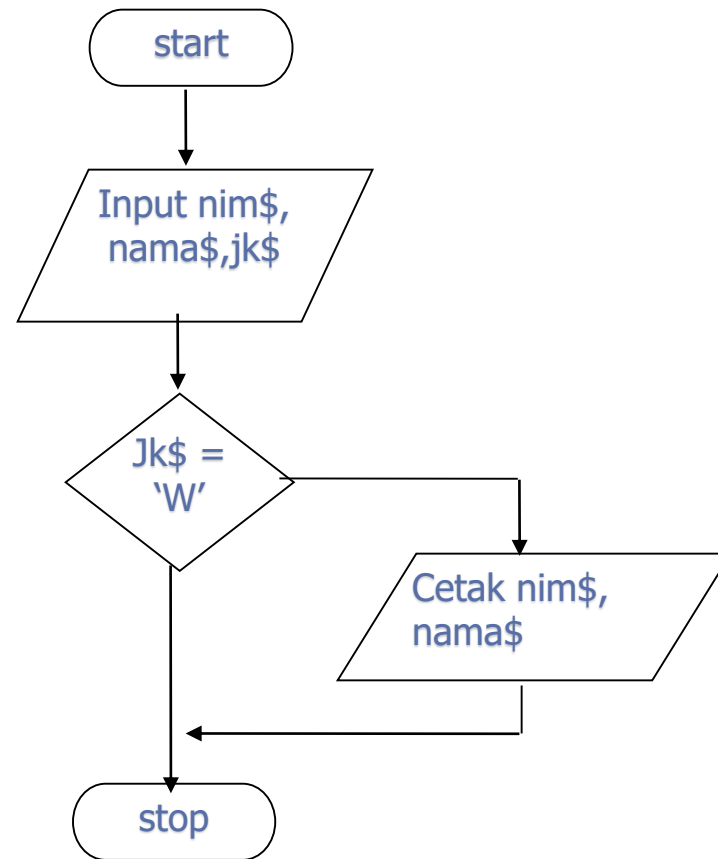 start
Input nim$,
nama$,jk$
Jk$ =
‘W’
Cetak nim$,
nama$
stop